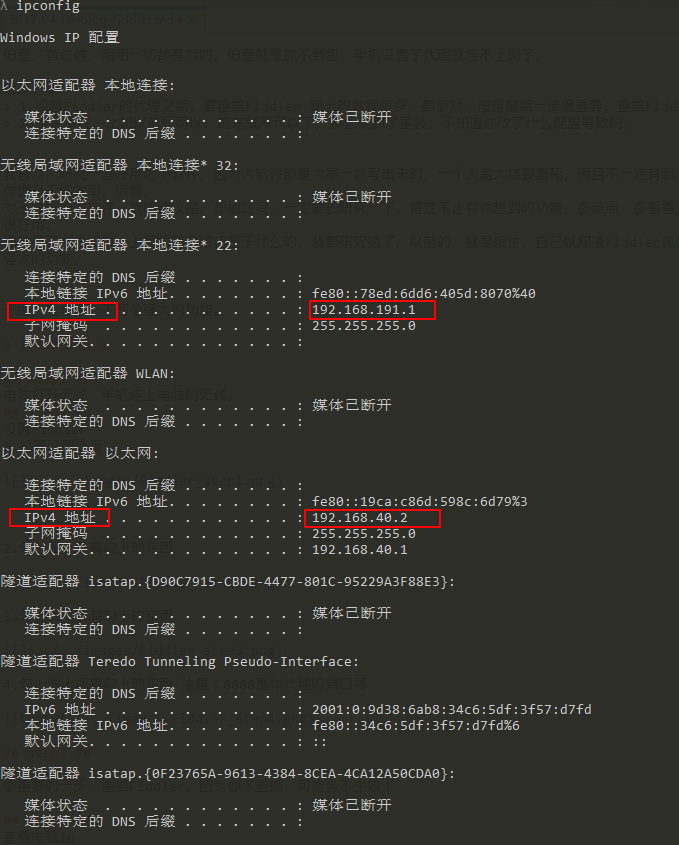 λ ipconfig
Windows IP 配置
以太网适配器 本地连接:
媒体状态 . . . . . . . . . . . . : 媒体已断开
连接特定的 DNS 后缀 . . . . . . . :
无线局域网适配器 本地连接* 32:
媒体状态 . . . . . . . . . . . . : 媒体已断开
连接特定的 DNS 后缀 . . . . . . . :
无线局域网适配器 本地连接* 22:
连接特定的 DNS 后缀 . . . . . . . :
本地链接 IPv6 地址. . . . . . . . : fe80::78ed:6dd6:405d:8070%40
IPv4 地址 . . . . . . . . . . . . : 192.168.191.1
子网掩码 . . . . . . . . . . . . : 255.255.255.0
默认网关. . . . . . . . . . . . . :
无线局域网适配器 WLAN:
媒体状态 . . . . . . . . . . . . : 媒体已断开
连接特定的 DNS 后缀 . . . . . . . :
以太网适配器 以太网:
连接特定的 DNS 后缀 . . . . . . . :
本地链接 IPv6 地址. . . . . . . . : fe80::19ca:c86d:598c:6d79%3
IPv4 地址 . . . . . . . . . . . . : 192.168.40.2
子网掩码 . . . . . . . . . . . . : 255.255.255.0
默认网关. . . . . . . . . . . . . : 192.168.40.1
隧道适配器 isatap.{D90C7915-CBDE-4477-801C-95229A3F88E3}:
媒体状态 . . . . . . . . . . . . : 媒体已断开
连接特定的 DNS 后缀 . . . . . . . :
隧道适配器 Teredo Tunneling Pseudo-Interface:
连接特定的 DNS 后缀 . . . . . . . :
IPv6 地址 . . . . . . . . . . . . : 2001:0:9d38:6ab8:34c6:5df:3f57:d7fd
本地链接 IPv6 地址. . . . . . . . : fe80::34c6:5df:3f57:d7fd%6
默认网关. . . . . . . . . . . . . : ::
隧道适配器 isatap.{0F23765A-9613-4384-8CEA-4CA12A50CDA0}:
媒体状态 . . . . . . . . . . . . : 媒体已断开
连接特定的 DNS 后缀 . . . . . . . :